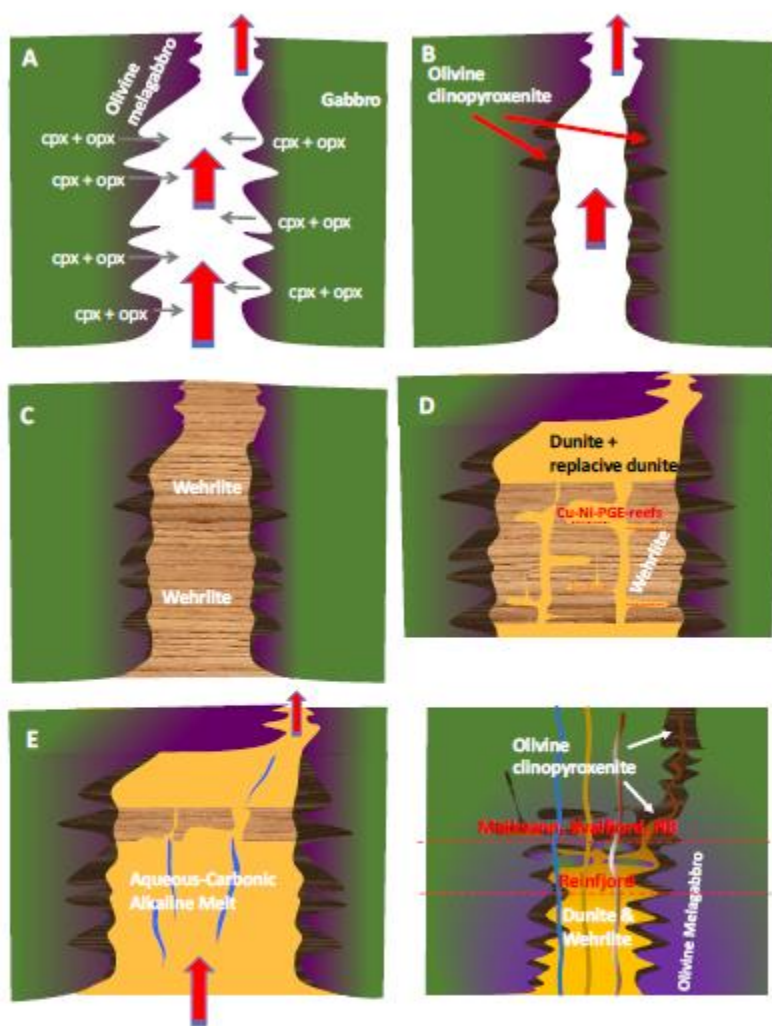 A
Olivine
melagabbro
Gabbro
cpx + opx
cpx + opx
cpx + opx
cpx + opx
cpx + opx
cpx + opx
cpx + opx
cpx + opx
B
Olivine
clinopyroxenite
C
Wehrlite
Wehrlite
D
Dunite +
replacive dunite
Cu-Ni-PGE-reefs
Wehrlite
E
Aqueous-Carbonic
Alkaline Melt
Olivine
clinopyroxenite
Reinfjord
Dunite &
Wehrlite
Olivine Melagabbro